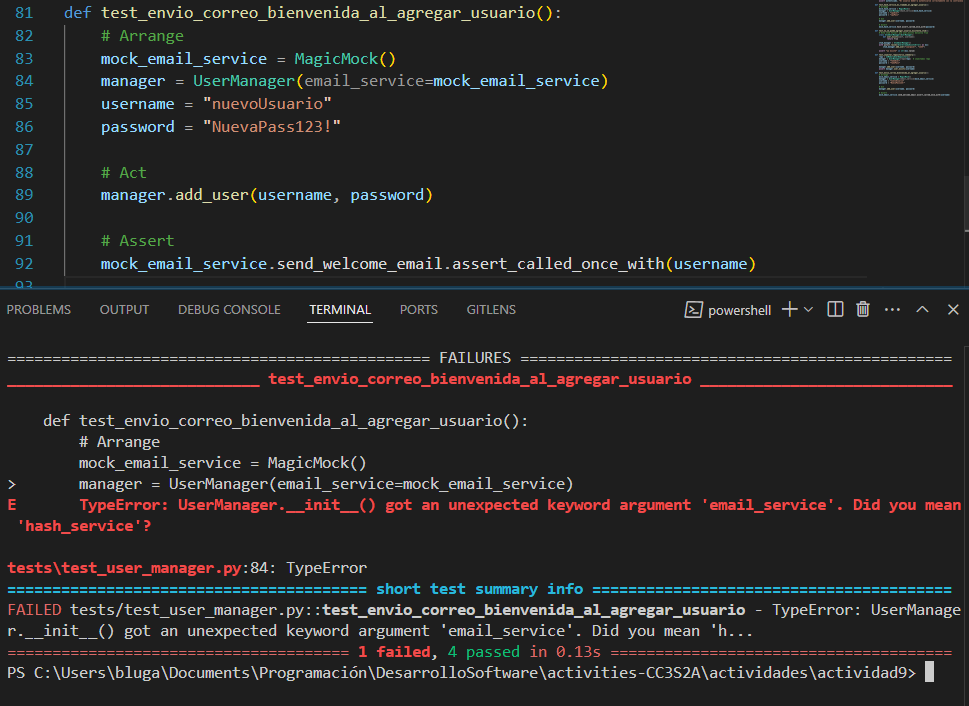 81 def test_envio_correo_bienvenida_al_agregar_usuario():
82 # Arrange
83 mock_email_service = MagicMock()
84 manager = UserManager(email_service=mock_email_service)
85 username = "nuevoUsuario"
86 password = "NuevaPass123!"
87
88 # Act
89 manager.add_user(username, password)
90
91 # Assert
92 mock_email_service.send_welcome_email.assert_called_once_with(username)
93
PROBLEMS OUTPUT DEBUG CONSOLE TERMINAL PORTS GITLENS powershell
============================================== FAILURES ===============================================
____________________________ test_envio_correo_bienvenida_al_agregar_usuario ____________________________
def test_envio_correo_bienvenida_al_agregar_usuario():
# Arrange
mock_email_service = MagicMock()
> manager = UserManager(email_service=mock_email_service)
E TypeError: UserManager.__init__() got an unexpected keyword argument 'email_service'. Did you mean
'hash_service'?
tests\test_user_manager.py:84: TypeError
======================================= short test summary info =======================================
FAILED tests/test_user_manager.py::test_envio_correo_bienvenida_al_agregar_usuario - TypeError: UserManage
r.__init__() got an unexpected keyword argument 'email_service'. Did you mean 'h...
===================================== 1 failed, 4 passed in 0.13s =====================================
PS C:\Users\bluga\Documents\Programación\DesarrolloSoftware\activities-CC3S2A\actividades\actividad9>